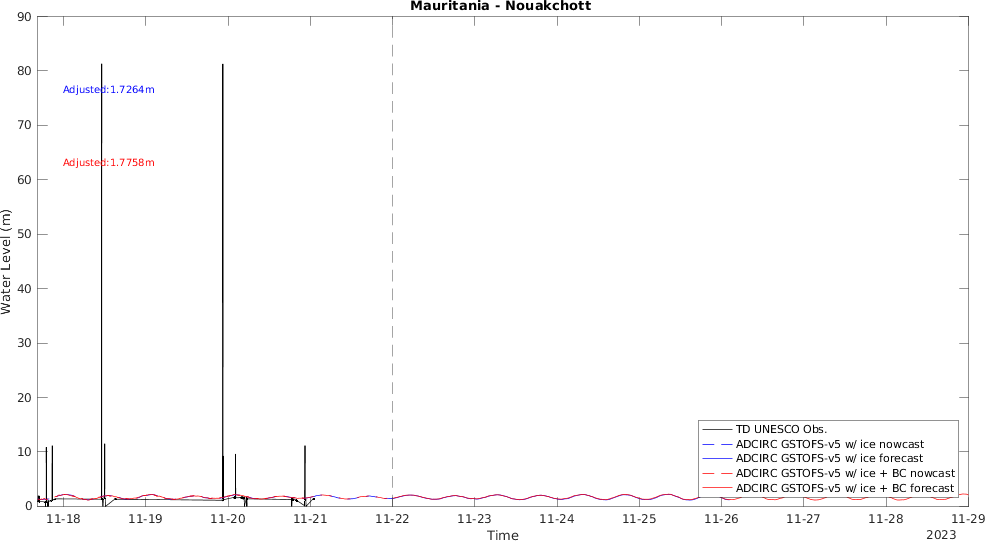 Mauritania - Nouakchott
90
80
70
60
50
40
30
20
10
0
Water Level (m)
Adjusted:1.7264m
Adjusted:1.7758m
TD UNESCO Obs.
ADCIRC GSTOFS-v5 w/ ice nowcast
ADCIRC GSTOFS-v5 w/ ice forecast
ADCIRC GSTOFS-v5 w/ ice + BC nowcast
ADCIRC GSTOFS-v5 w/ ice + BC forecast
11-18 11-19 11-20 11-21 11-22 11-23 11-24 11-25 11-26 11-27 11-28 11-29
Time
2023